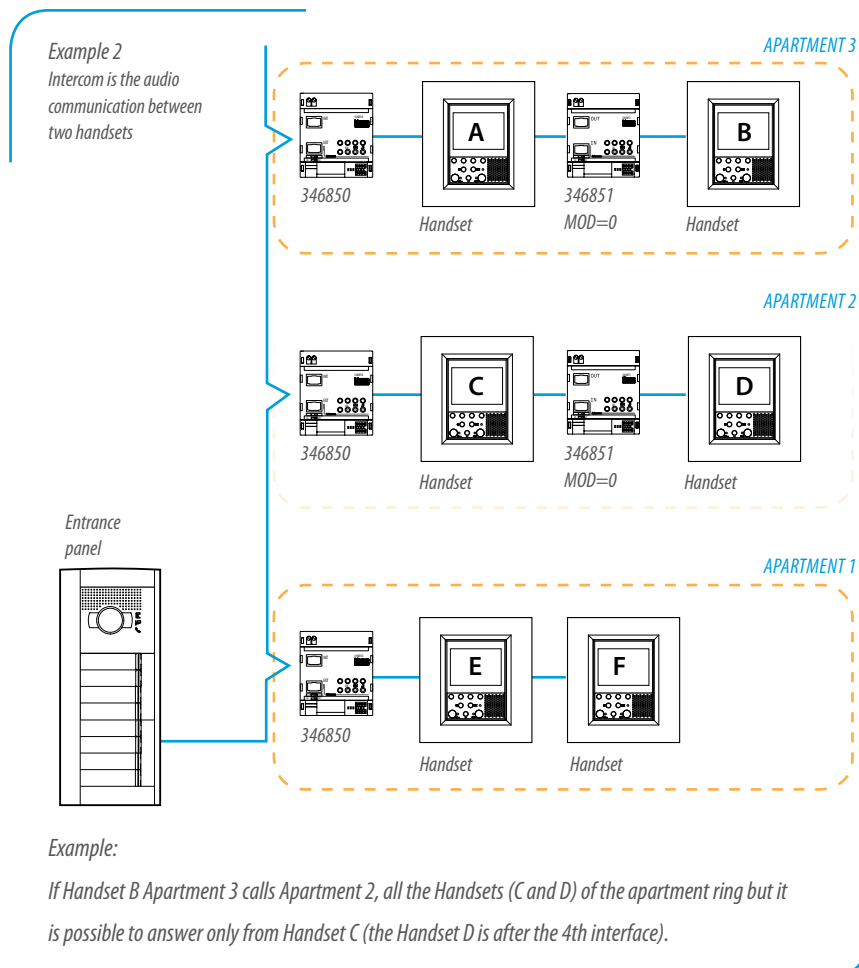 Example 2
Intercom is the audio
communication between
two handsets
APARTMENT 3
A
OUT
B
346850
Handset
346851
MOD=0
Handset
APARTMENT 2
C
OUT
D
346850
Handset
346851
MOD=0
Handset
Entrance
panel
APARTMENT 1
E
F
346850
Handset
Handset
Example:
If Handset B Apartment 3 calls Apartment 2, all the Handsets (C and D) of the apartment ring but it
is possible to answer only from Handset C (the Handset D is after the 4th interface).